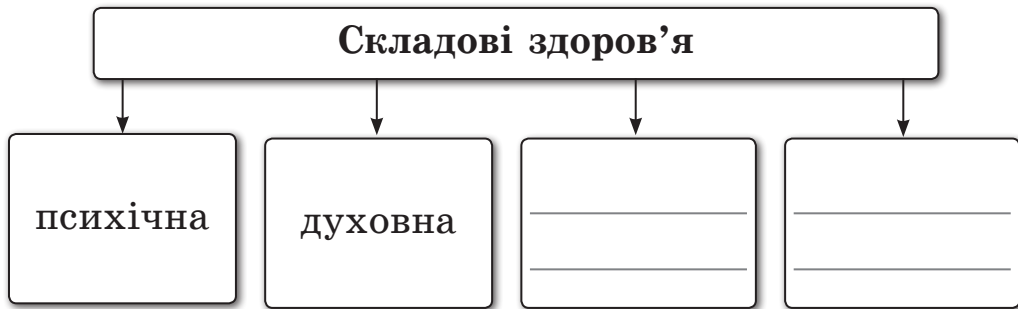 Складові здоров’я
психічна
духовна